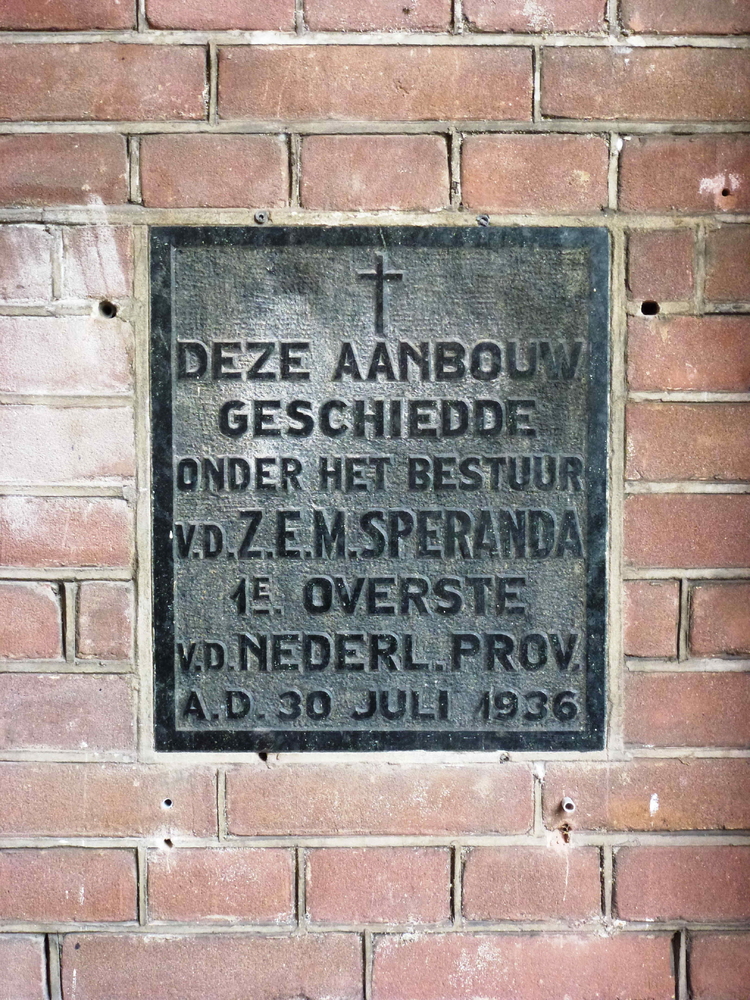 DEZE AANBOUW
GESCHIEDDE
ONDER HET BESTUUR
V.D. Z.E.M. SPERANDA
1E. OVERSTE
V.D. NEDERL. PROV.
A.D. 30 JULI 1936